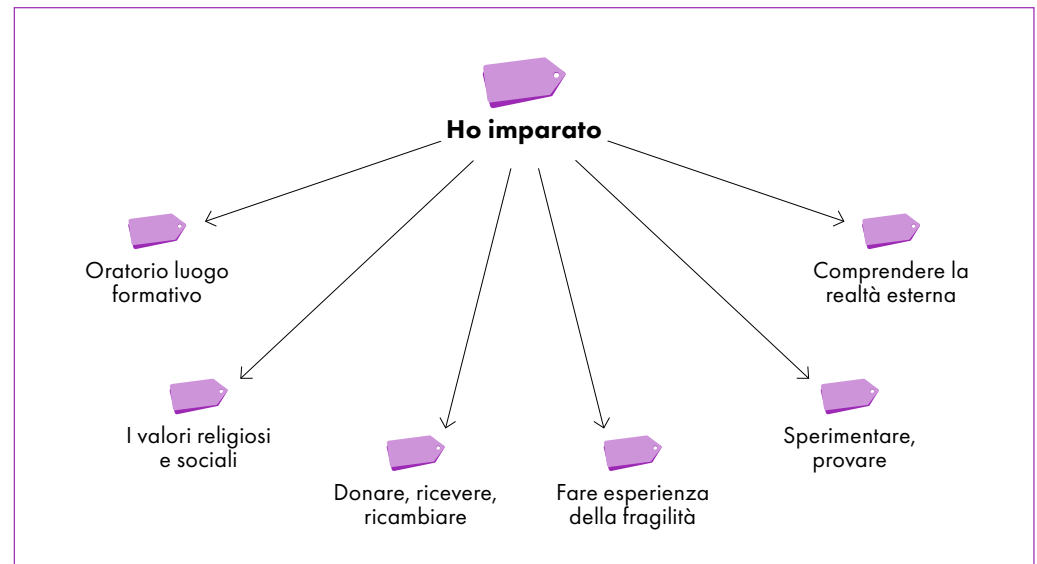 Ho imparato
Oratorio luogo
formativo
Comprendere la
realtà esterna
I valori religiosi
e sociali
Sperimentare,
provare
Donare, ricevere,
ricambiare
Fare esperienza
della fragilità